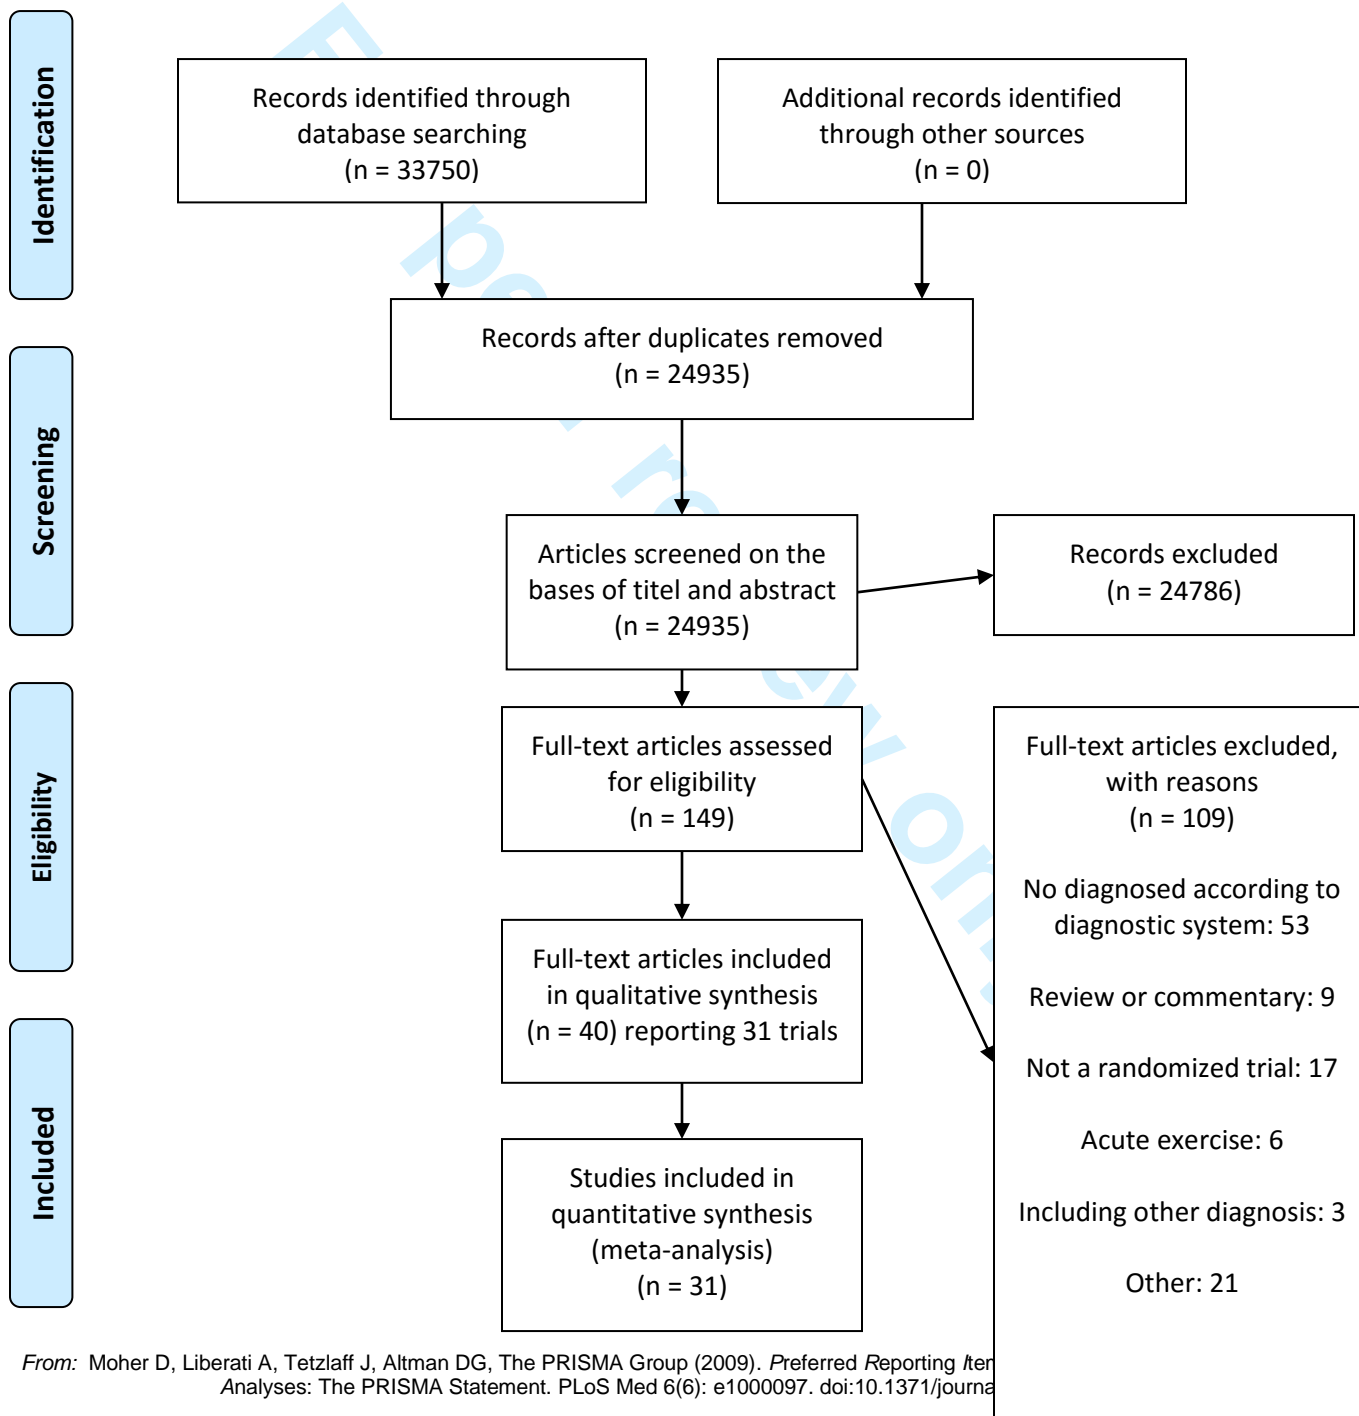 Identification
Records identified through
database searching
(n = 33750)
Additional records identified
through other sources
(n = 0)
Records after duplicates removed
(n = 24935)
Screening
Articles screened on the
bases of titel and abstract
(n = 24935)
Records excluded
(n = 24786)
Eligibility
Full-text articles assessed
for eligibility
(n = 149)
Full-text articles excluded,
with reasons
(n = 109)
No diagnosed according to
diagnostic system: 53
Review or commentary: 9
Not a randomized trial: 17
Acute exercise: 6
Including other diagnosis: 3
Other: 21
Full-text articles included
in qualitative synthesis
(n = 40) reporting 31 trials
Included
Studies included in
quantitative synthesis
(meta-analysis)
(n = 31)
From: Moher D, Liberati A, Tetzlaff J, Altman DG, The PRISMA Group (2009). Preferred Reporting
Analyses: The PRISMA Statement. PLoS Med 6(6): e1000097. doi:10.1371/journa